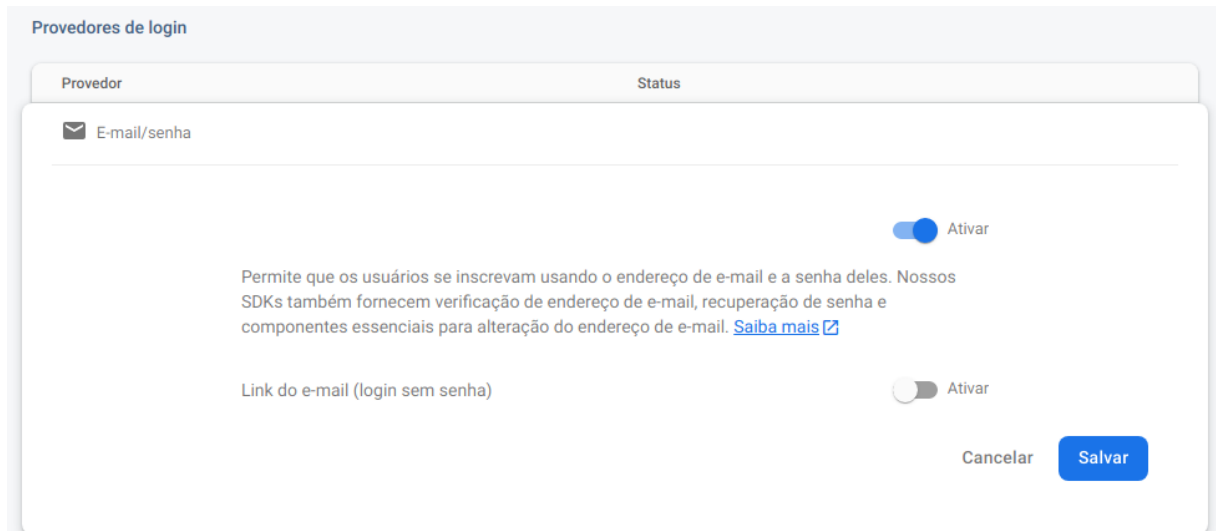 Provedores de login
Provedor Status
E-mail/senha
Ativar
Permite que os usuários se inscrevam usando o endereço de e-mail e a senha deles. Nossos
SDKs também fornecem verificação de endereço de e-mail, recuperação de senha e
componentes essenciais para alteração do endereço de e-mail. Saiba mais
Link do e-mail (login sem senha) Ativar
Cancelar Salvar